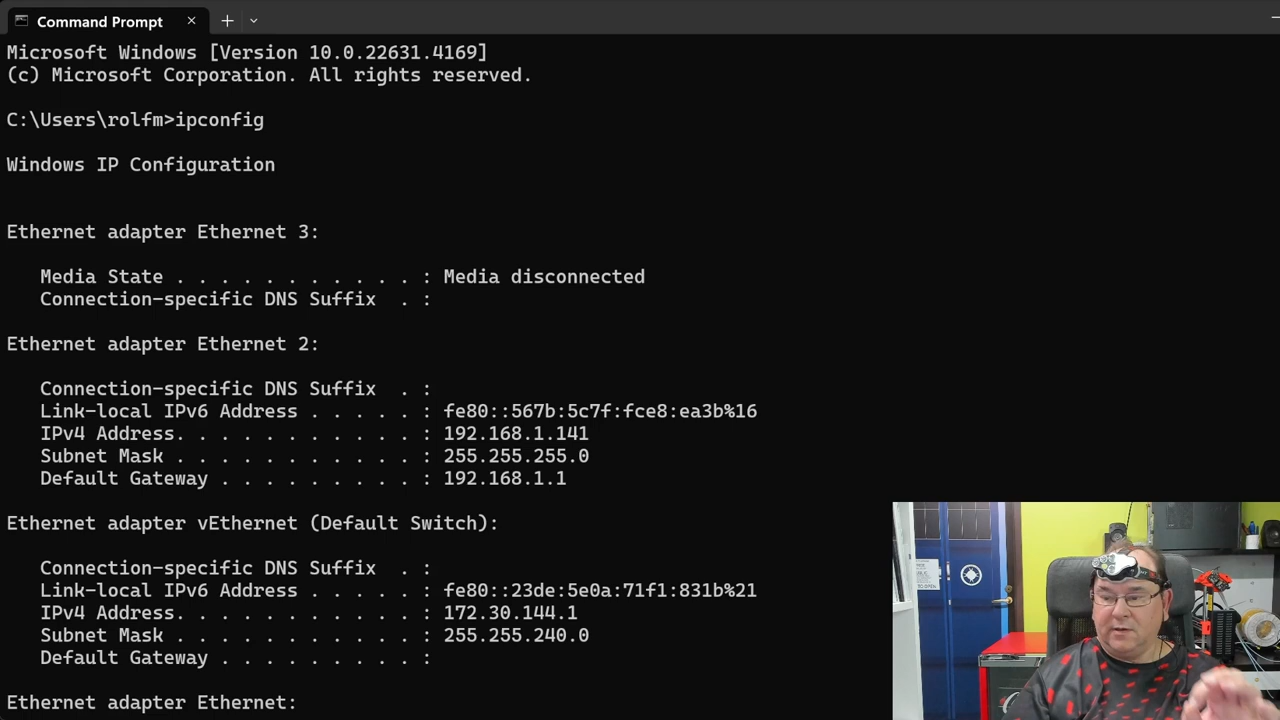 Command Prompt
Microsoft Windows [Version 10.0.22631.4169]
(c) Microsoft Corporation. All rights reserved.
C:\Users\rolfm>ipconfig
Windows IP Configuration
Ethernet adapter Ethernet 3:
Media State . . . . . . . . . . . : Media disconnected
Connection-specific DNS Suffix  . :
Ethernet adapter Ethernet 2:
Connection-specific DNS Suffix  . :
Link-local IPv6 Address . . . . . : fe80::567b:5c7f:fce8:ea3b%16
IPv4 Address. . . . . . . . . . . : 192.168.1.141
Subnet Mask . . . . . . . . . . . : 255.255.255.0
Default Gateway . . . . . . . . . : 192.168.1.1
Ethernet adapter vEthernet (Default Switch):
Connection-specific DNS Suffix  . :
Link-local IPv6 Address . . . . . : fe80::23de:5e0a:71f1:831b%21
IPv4 Address. . . . . . . . . . . : 172.30.144.1
Subnet Mask . . . . . . . . . . . : 255.255.240.0
Default Gateway . . . . . . . . . :
Ethernet adapter Ethernet: